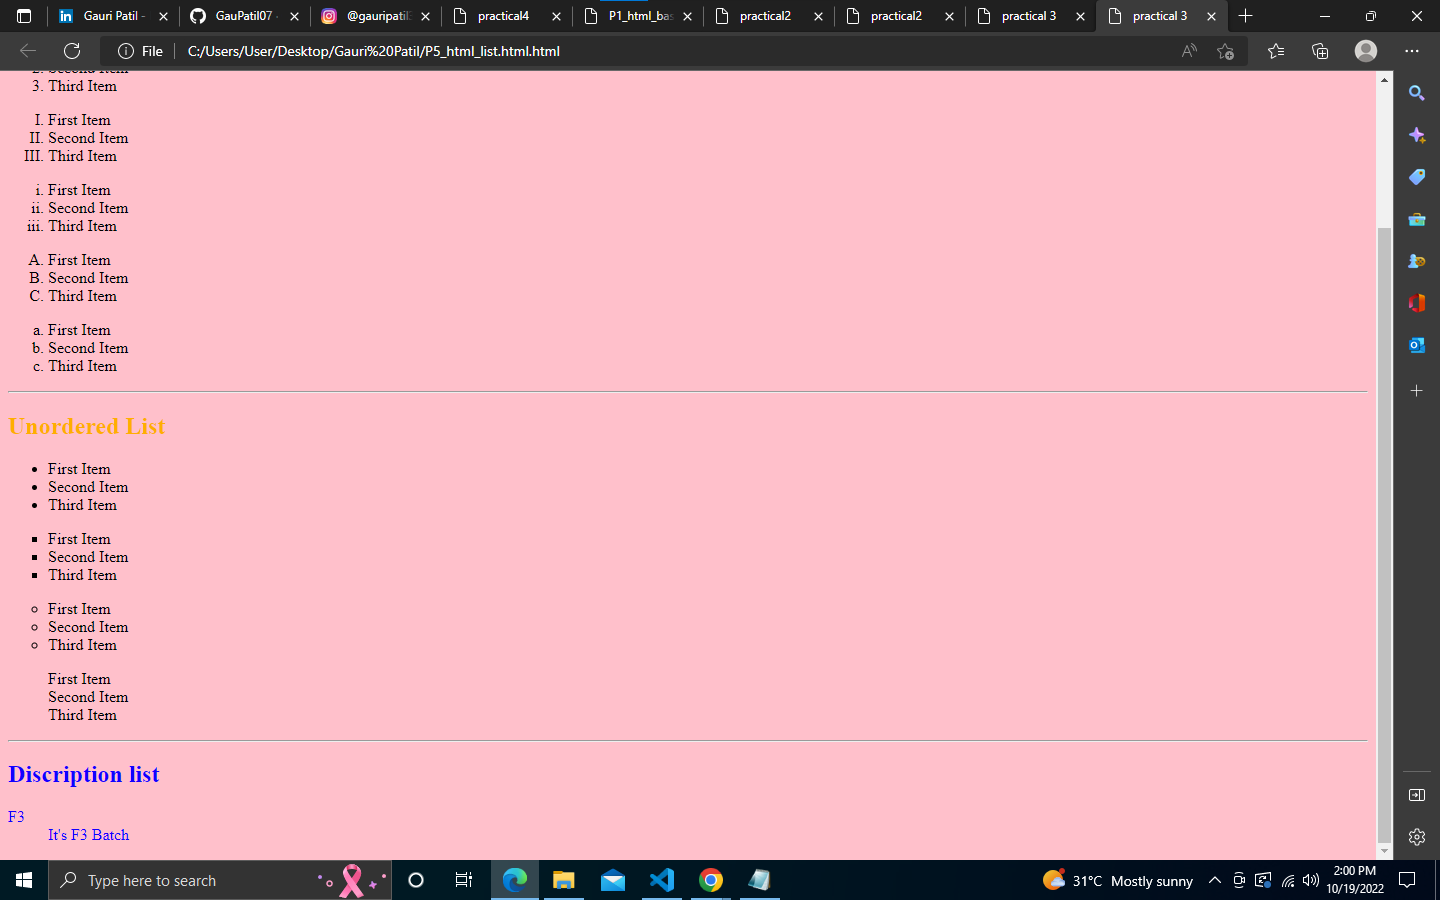 Gauri Patil -
GauPatil07 -
@gauripatil
practical4
P1_html_bas
practical2
practical2
practical 3
practical 3
File
C:/Users/User/Desktop/Gauri%20Patil/P5_html_list.html.html
2. Second Item
3. Third Item
I. First Item
II. Second Item
III. Third Item
i. First Item
ii. Second Item
iii. Third Item
A. First Item
B. Second Item
C. Third Item
a. First Item
b. Second Item
c. Third Item
Unordered List
• First Item
• Second Item
• Third Item
▪ First Item
▪ Second Item
▪ Third Item
○ First Item
○ Second Item
○ Third Item
First Item
Second Item
Third Item
Discription list
F3
It's F3 Batch
Type here to search
31°C Mostly sunny
2:00 PM
10/19/2022